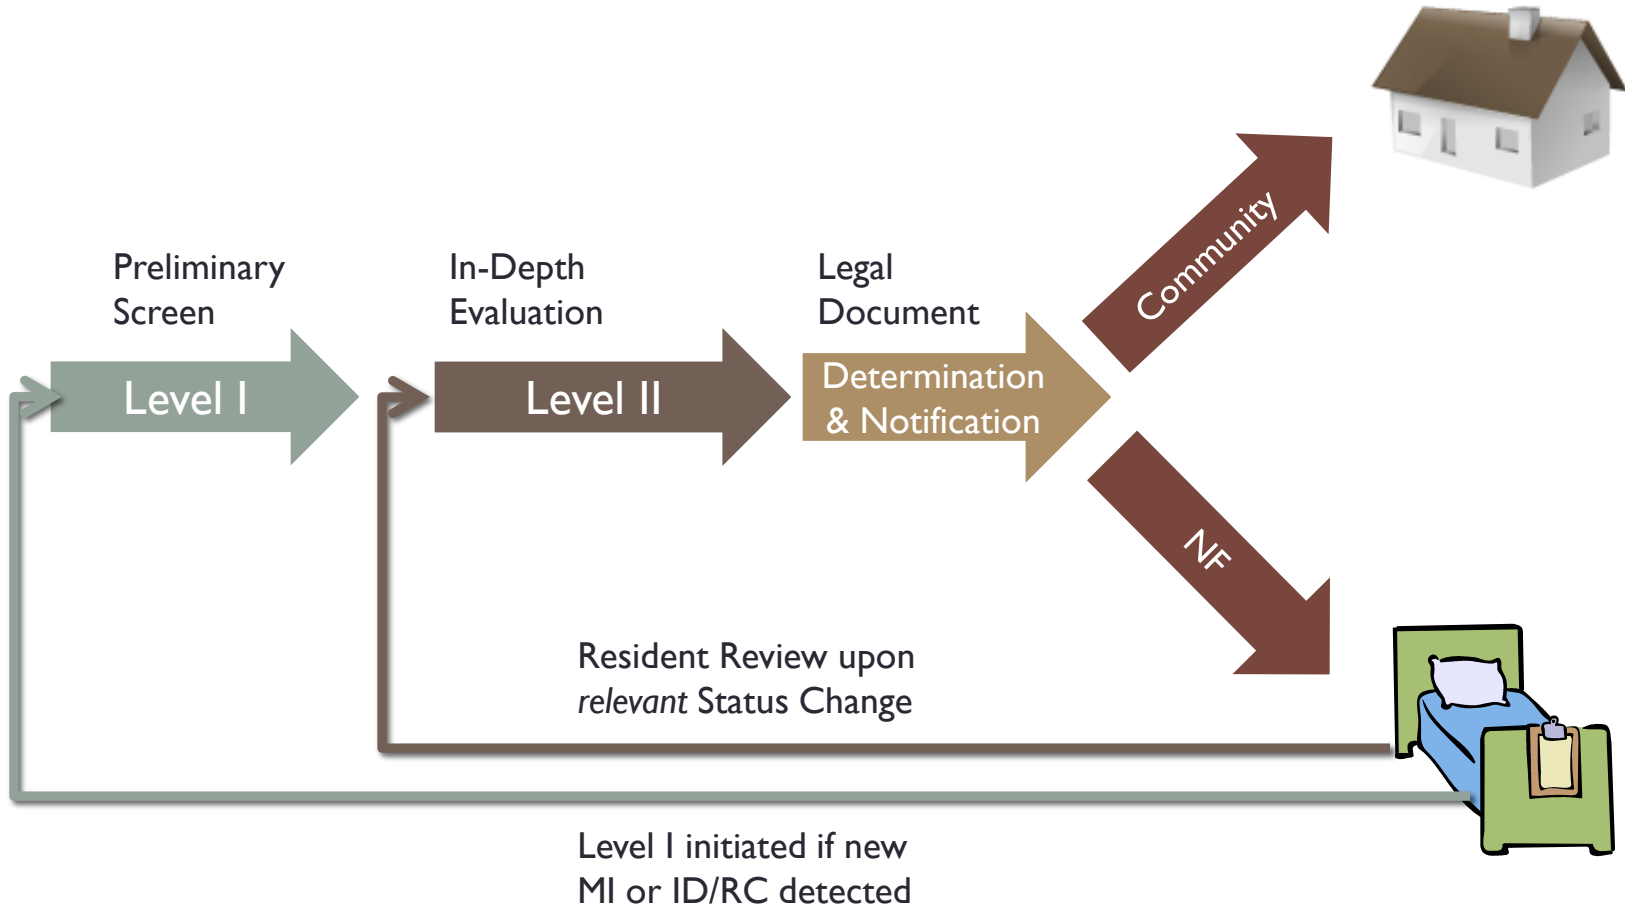 Preliminary
Screen
Level I
In-Depth
Evaluation
Level II
Legal
Document
Determination
& Notification
Community
NF
Resident Review upon
relevant Status Change
Level I initiated if new
MI or ID/RC detected